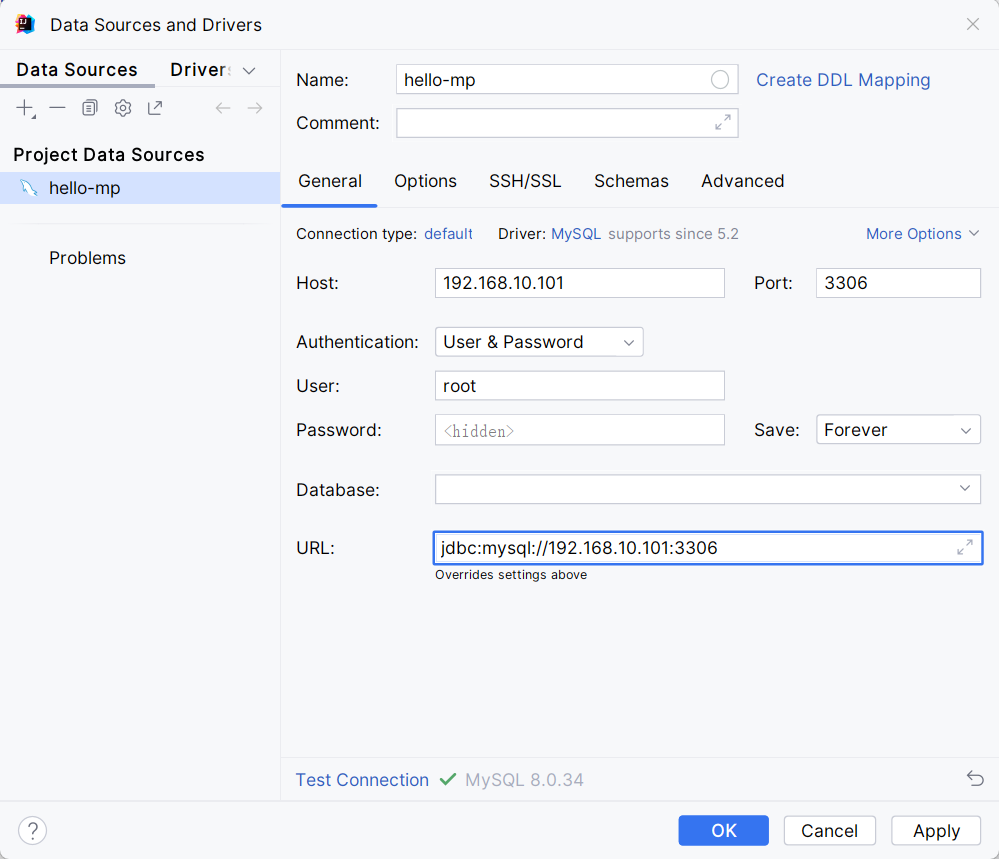 Data Sources and Drivers
Data Sources Drivers
Project Data Sources
hello-mp
Problems
Name: hello-mp Create DDL Mapping
Comment:
General Options SSH/SSL Schemas Advanced
Connection type: default Driver: MySQL supports since 5.2 More Options
Host: 192.168.10.101 Port: 3306
Authentication: User & Password
User: root
Password: <hidden> Save: Forever
Database:
URL: jdbc:mysql://192.168.10.101:3306
Overrides settings above
Test Connection MySQL 8.0.34
? OK Cancel Apply